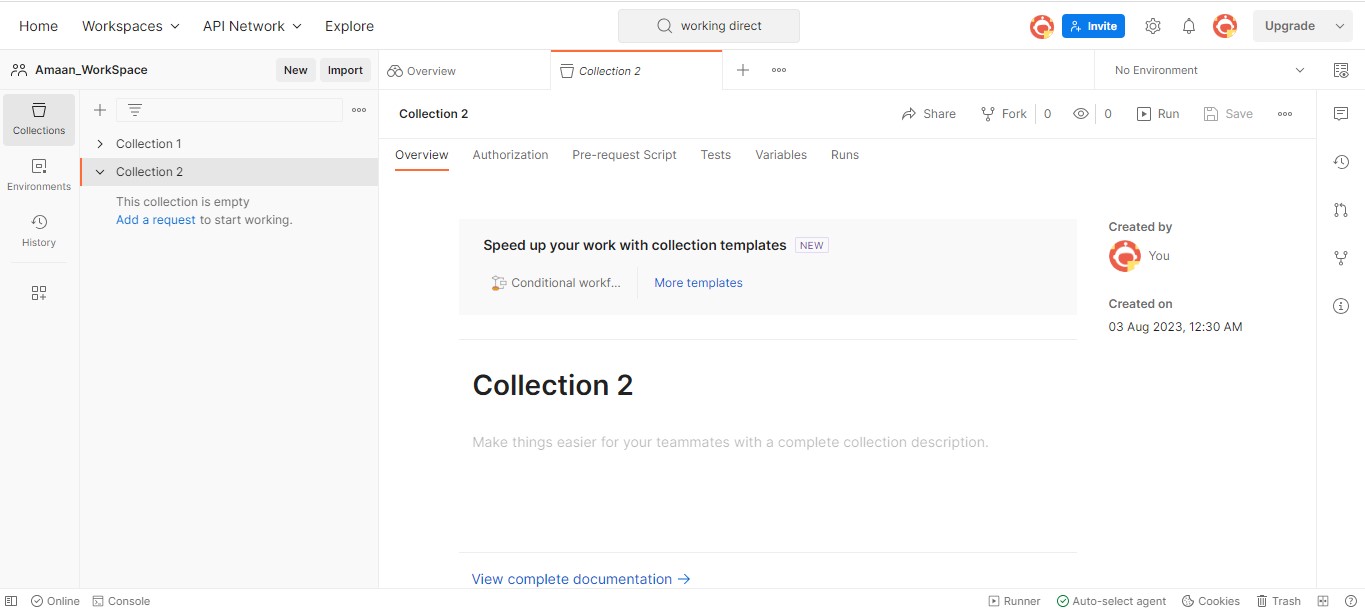 Home Workspaces API Network Explore working direct Invite Upgrade
Amaan_WorkSpace New Import Overview Collection 2 No Environment
Collections
Environments
History
Collection 1
Collection 2
This collection is empty
Add a request to start working.
Collection 2 Share Fork 0 0 Run Save
Overview Authorization Pre-request Script Tests Variables Runs
Speed up your work with collection templates NEW
Conditional workf... More templates
Created by
You
Created on
03 Aug 2023, 12:30 AM
Collection 2
Make things easier for your teammates with a complete collection description.
View complete documentation →
Online Console Runner Auto-select agent Cookies Trash